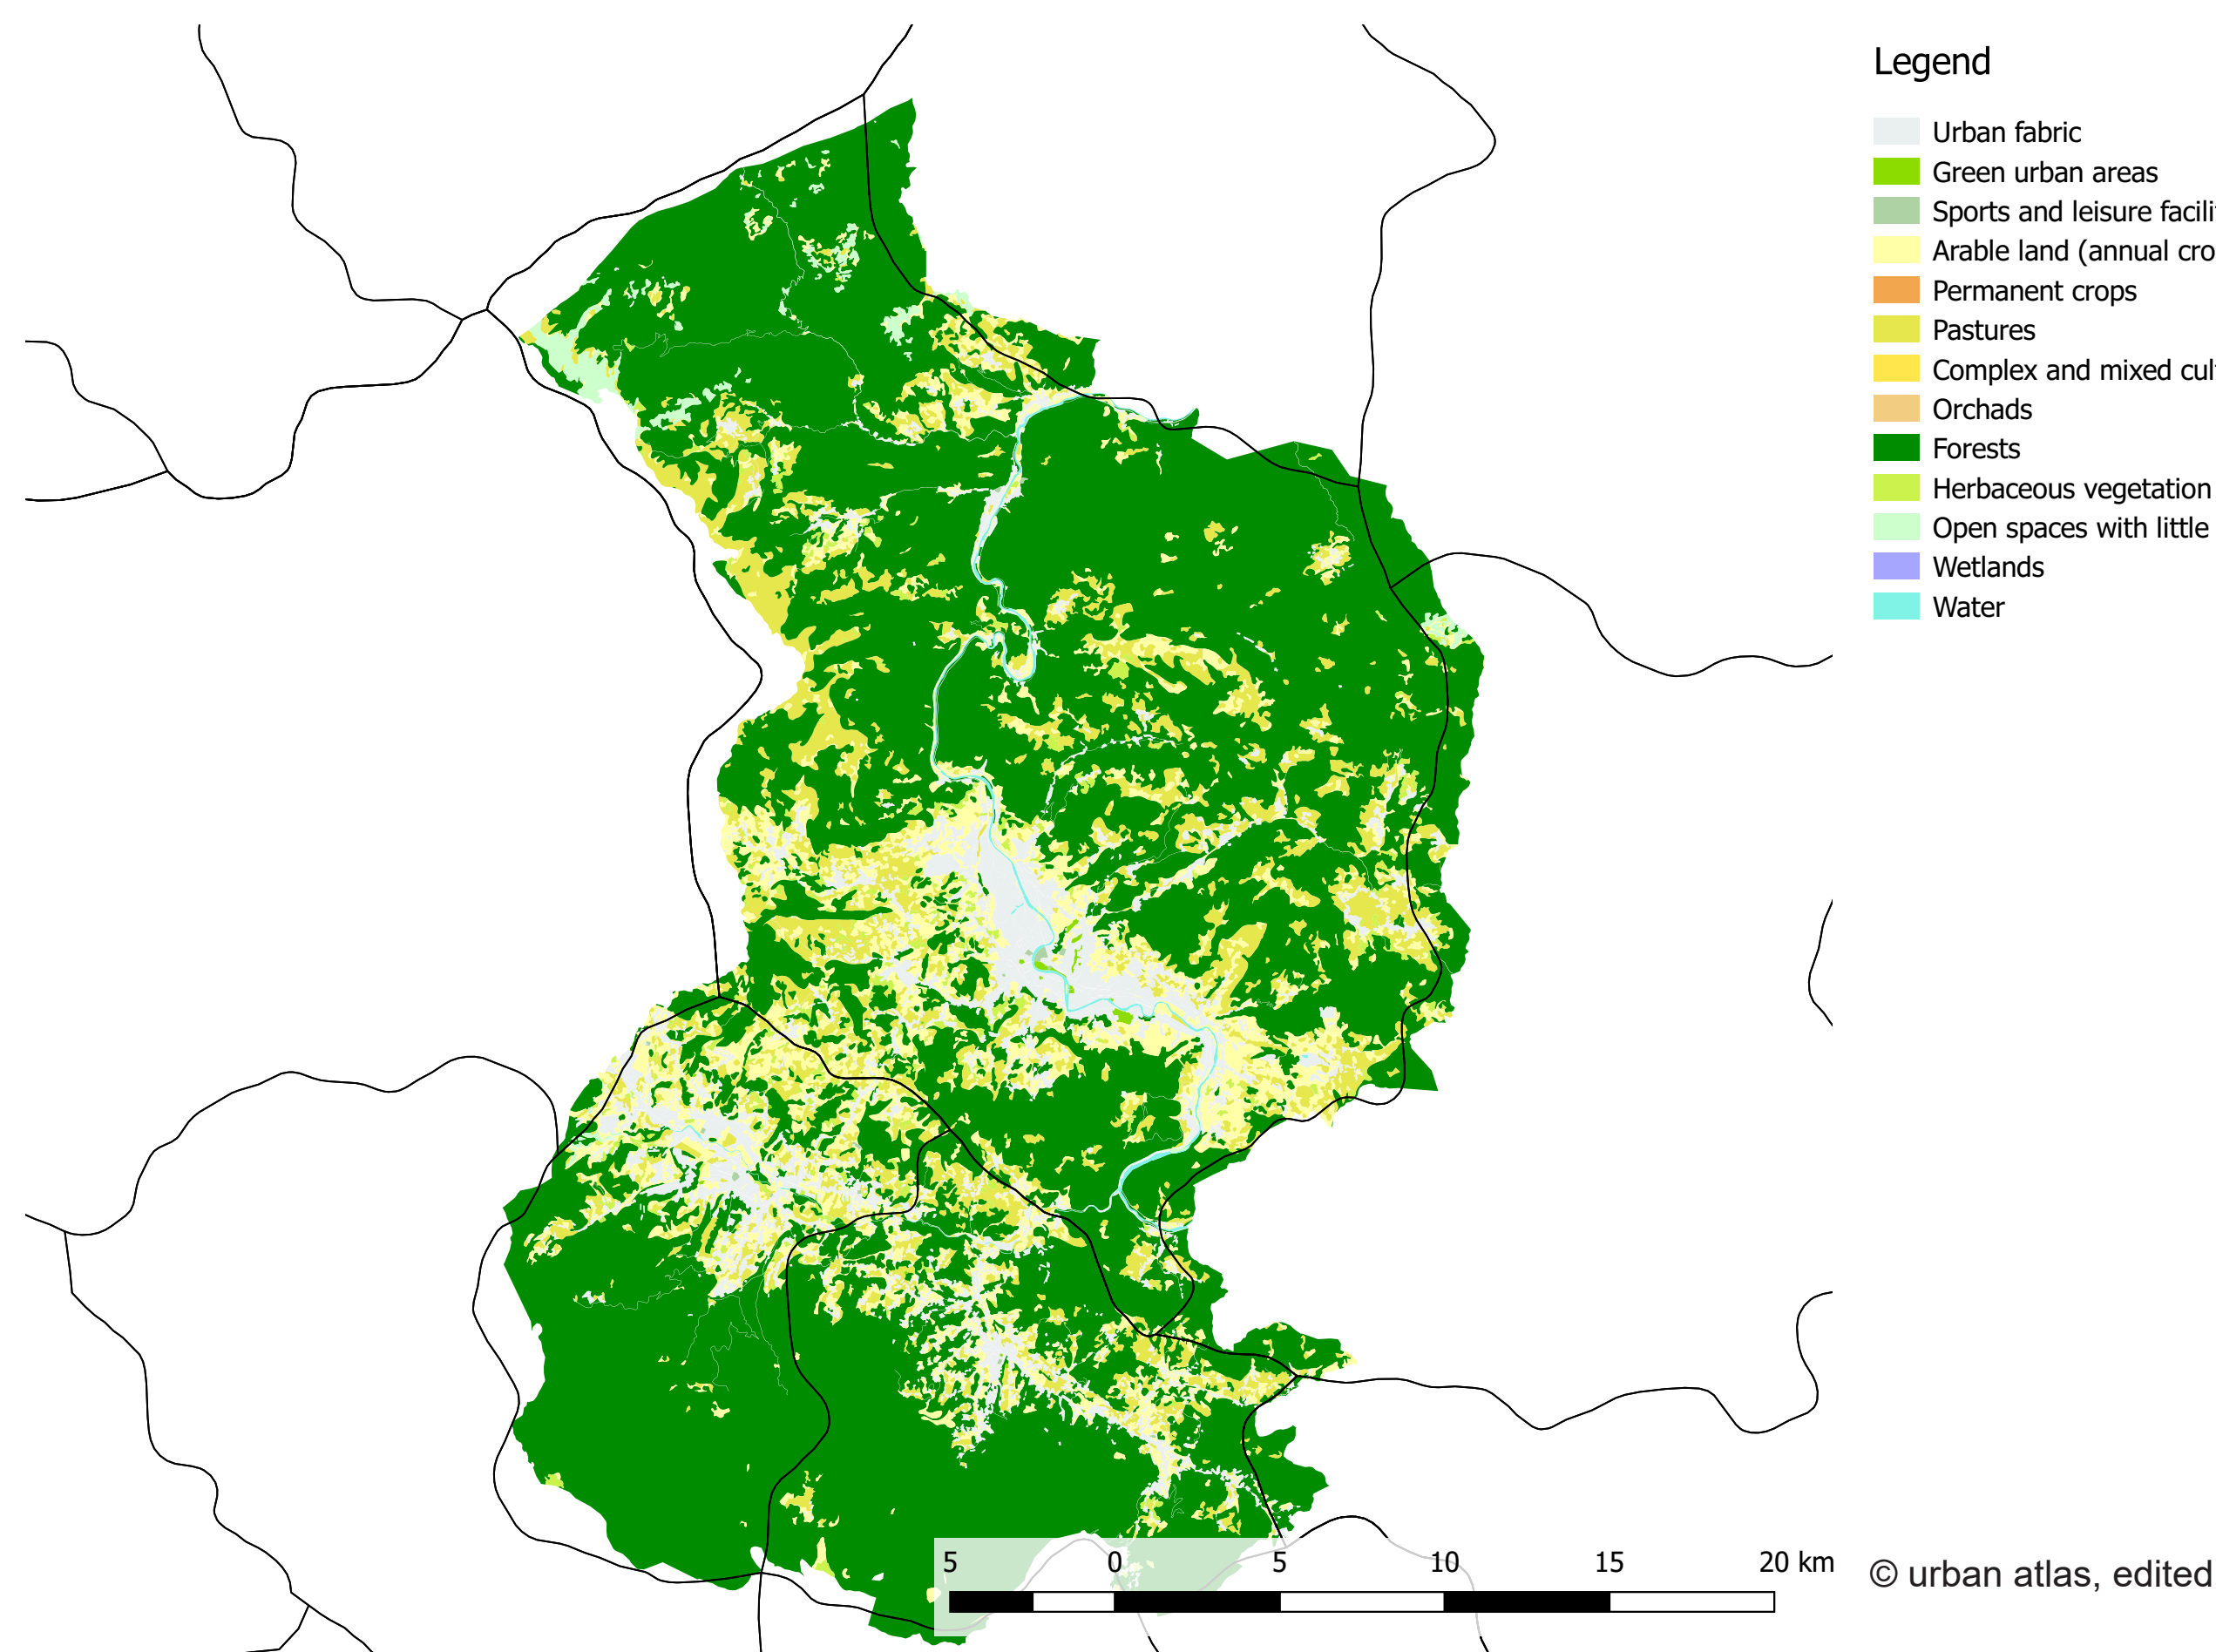 Legend
Urban fabric
Green urban areas
Sports and leisure facili
Arable land (annual cro
Permanent crops
Pastures
Complex and mixed cul
Orchads
Forests
Herbaceous vegetation
Open spaces with little
Wetlands
Water
5 0 5 10 15 20 km
© urban atlas, edited